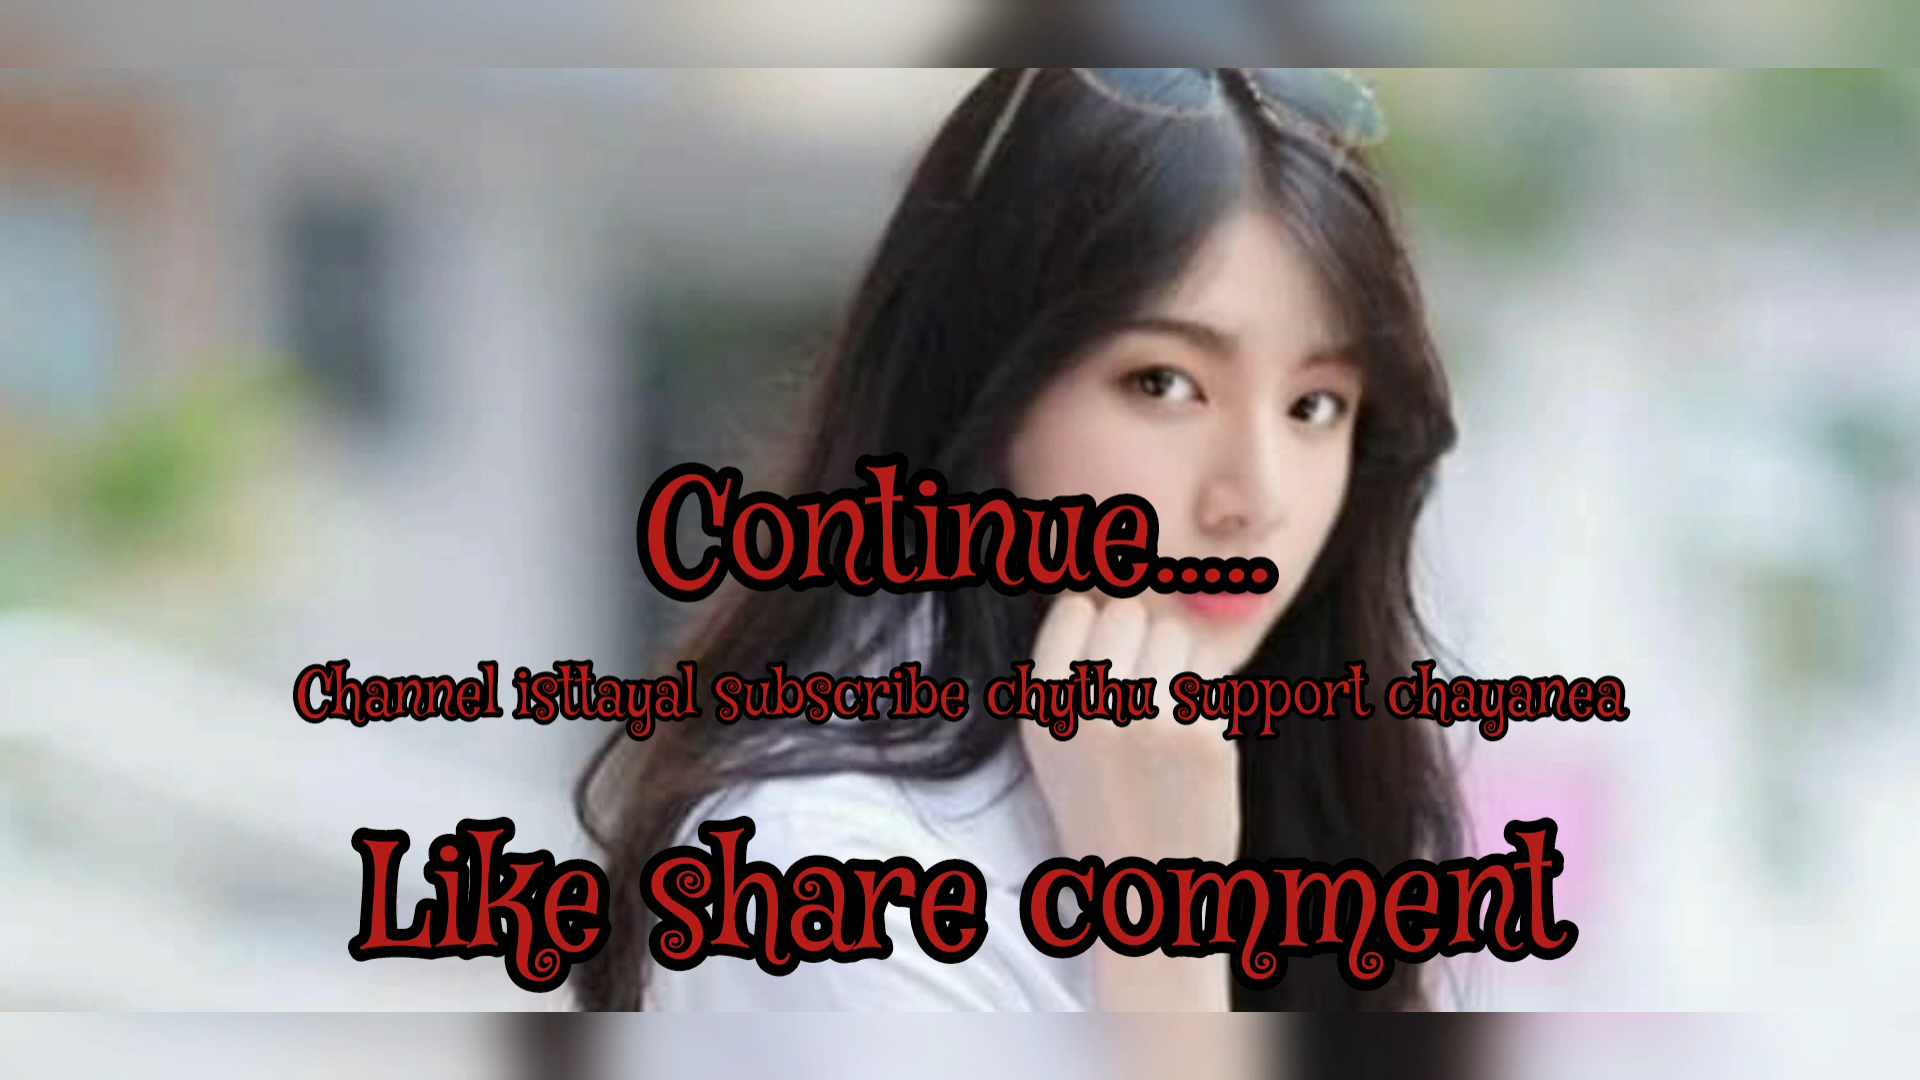 Continue.....
Channel isttayal subscribe chythu support chayanea
Like share comment